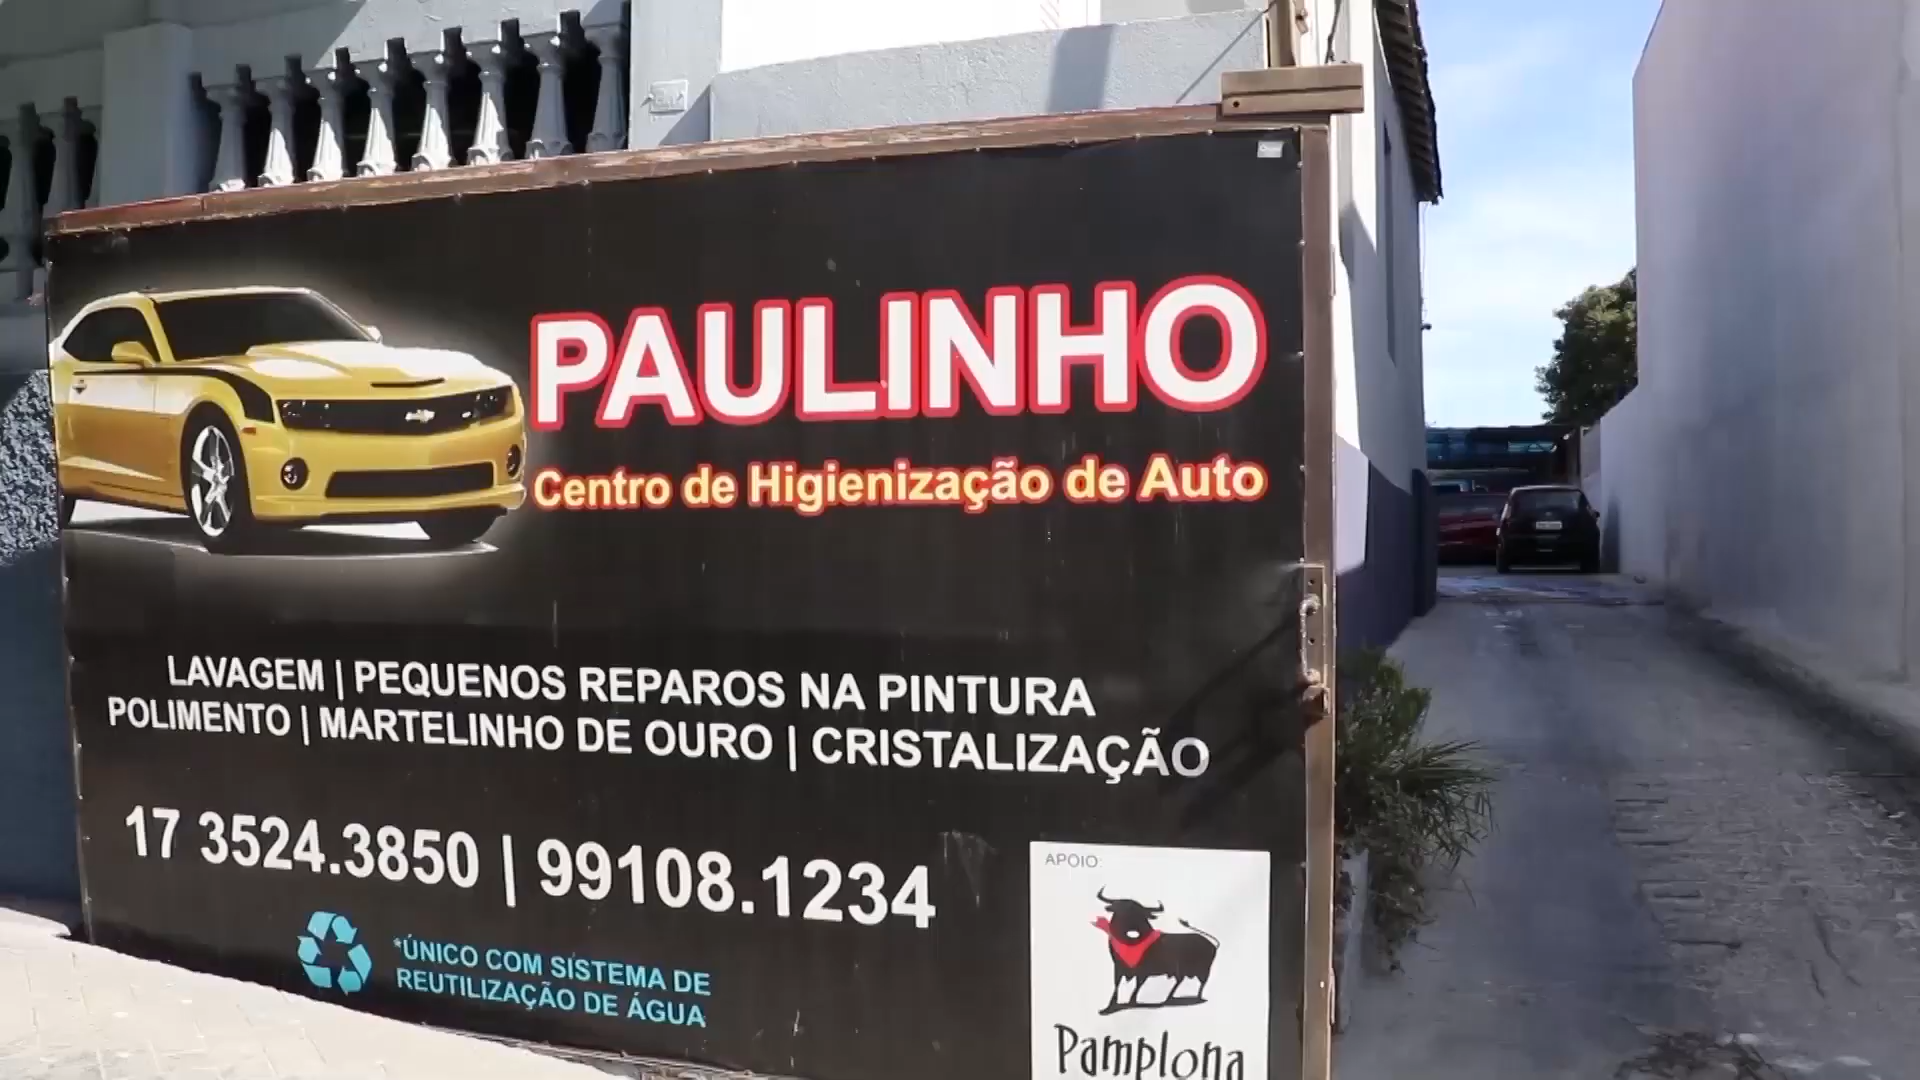 PAULINHO
Centro de Higienização de Auto
LAVAGEM | PEQUENOS REPAROS NA PINTURA
POLIMENTO | MARTELINHO DE OURO | CRISTALIZAÇÃO
17 3524.3850 | 99108.1234
*ÚNICO COM SISTEMA DE
REUTILIZAÇÃO DE ÁGUA
APOIO:
Pamplona